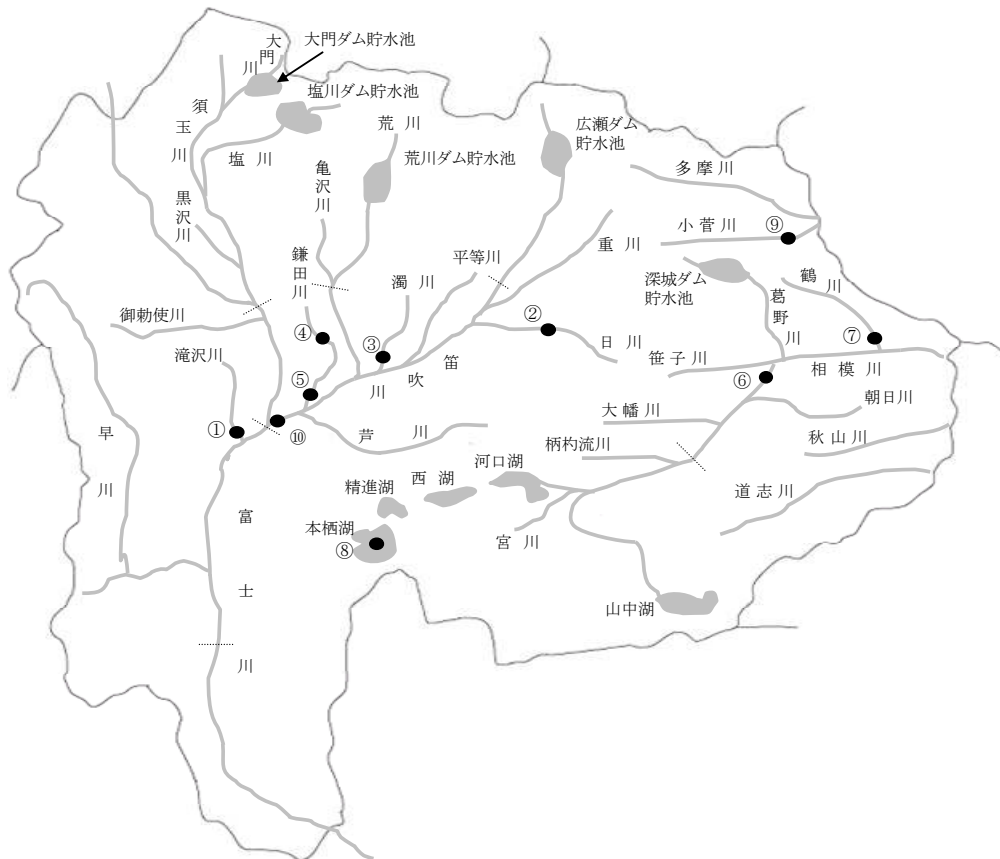 大門川
大門ダム貯水池
塩川ダム貯水池
須玉川
塩川
荒川
荒川ダム貯水池
広瀬ダム
貯水池
多摩川
亀沢川
黒沢川
小菅川
⑨
重川
平等川
鎌田川
濁川
深城ダム
貯水池
鶴川
葛野川
御勅使川
④
③
②
日川
⑦
滝沢川
笹子川
相模川
笛吹川
⑤
⑥
朝日川
大幡川
①
⑩
芦川
秋山川
早川
柄杓流川
河口湖
西湖
精進湖
道志川
本栖湖
⑧
宮川
富士川
山中湖